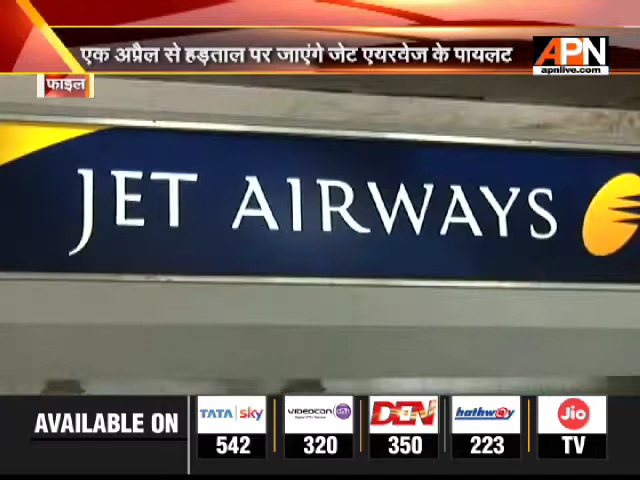 एक अप्रैल से हड़ताल पर जाएंगे जेट एयरवेज के पायलट
APN
apnlive.com
फाइल
JET AIRWAYS
AVAILABLE ON
TATA sky VIDEOCON d2h DEN hathway Jio
542 320 350 223 TV